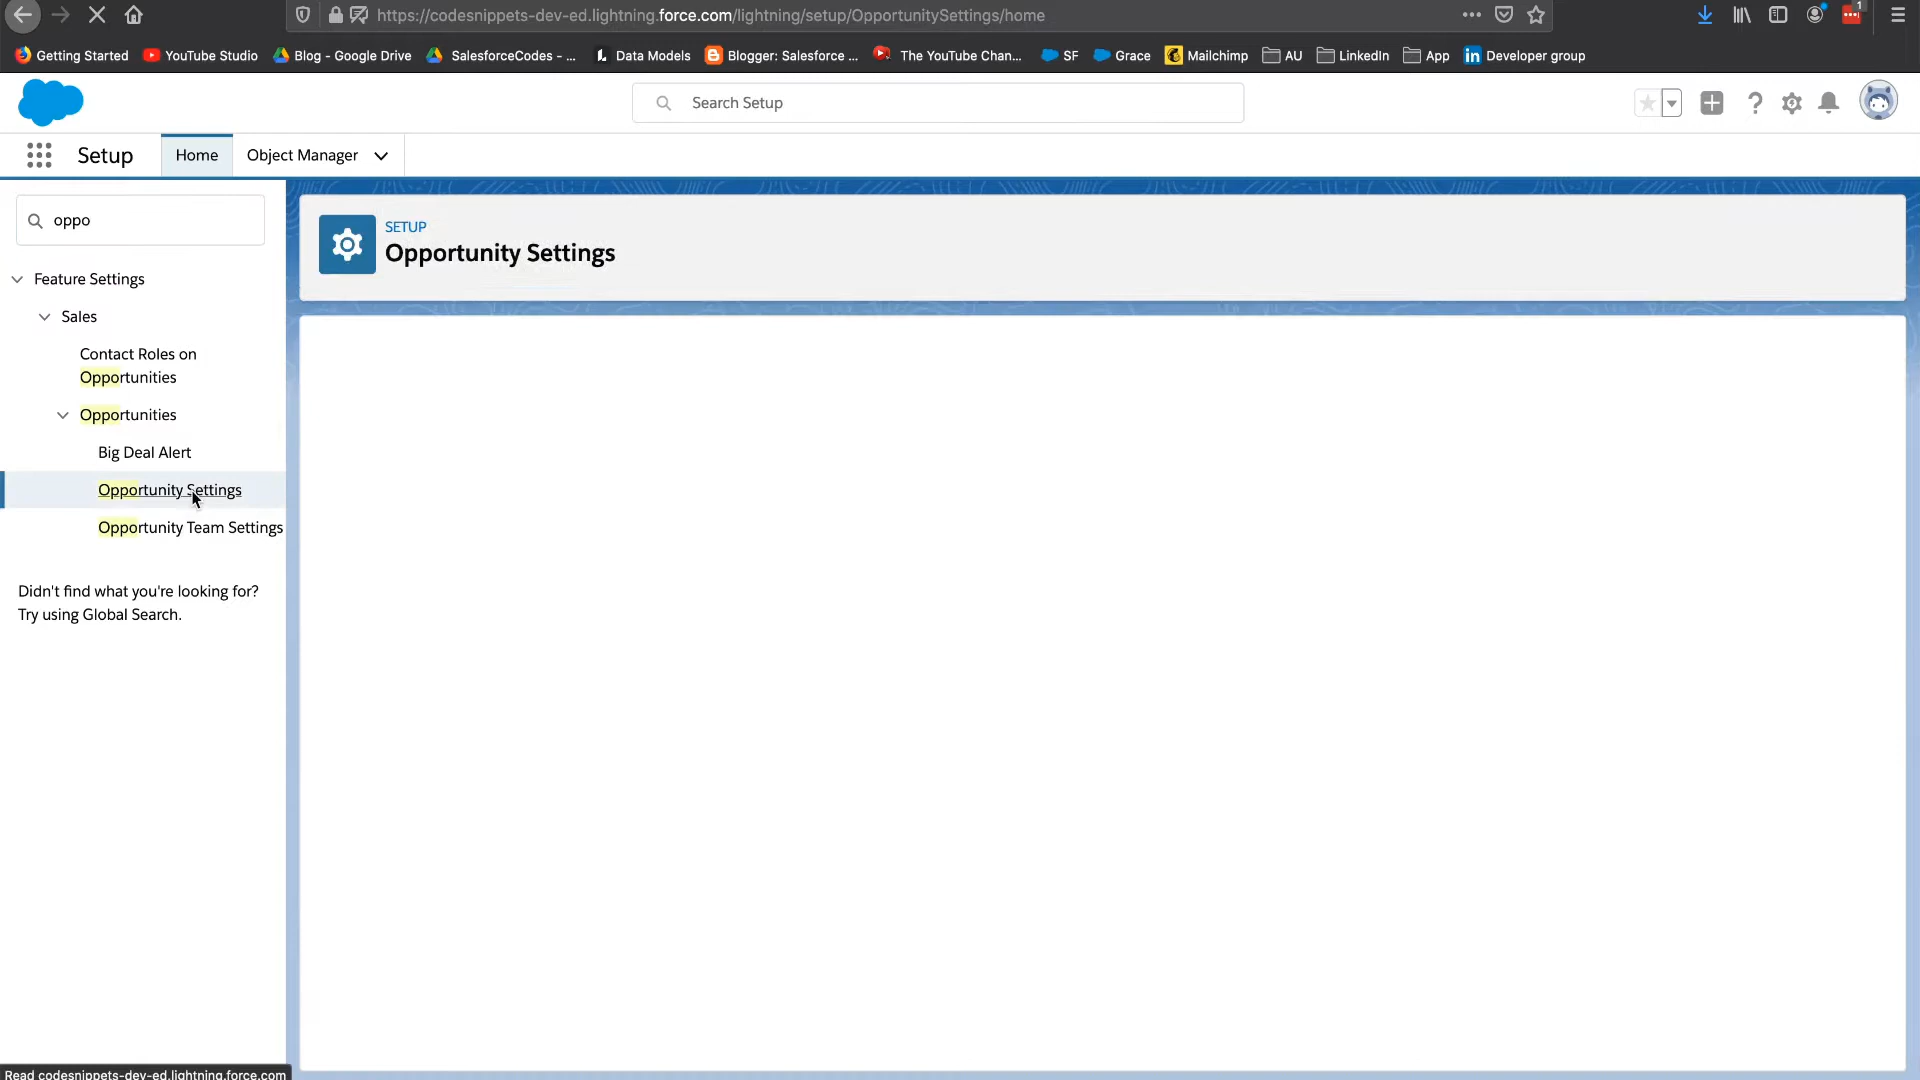 https://codesnippets-dev-ed.lightning.force.com/lightning/setup/OpportunitySettings/home
1
Getting Started YouTube Studio Blog - Google Drive SalesforceCodes - ... Data Models Blogger: Salesforce ... The YouTube Chan... SF Grace Mailchimp AU LinkedIn App Developer group
Search Setup
Setup Home Object Manager
oppo
SETUP
Opportunity Settings
Feature Settings
Sales
Contact Roles on
Opportunities
Opportunities
Big Deal Alert
Opportunity Settings
Opportunity Team Settings
Didn't find what you're looking for?
Try using Global Search.
Read codesnippets-dev-ed.lightning.force.com